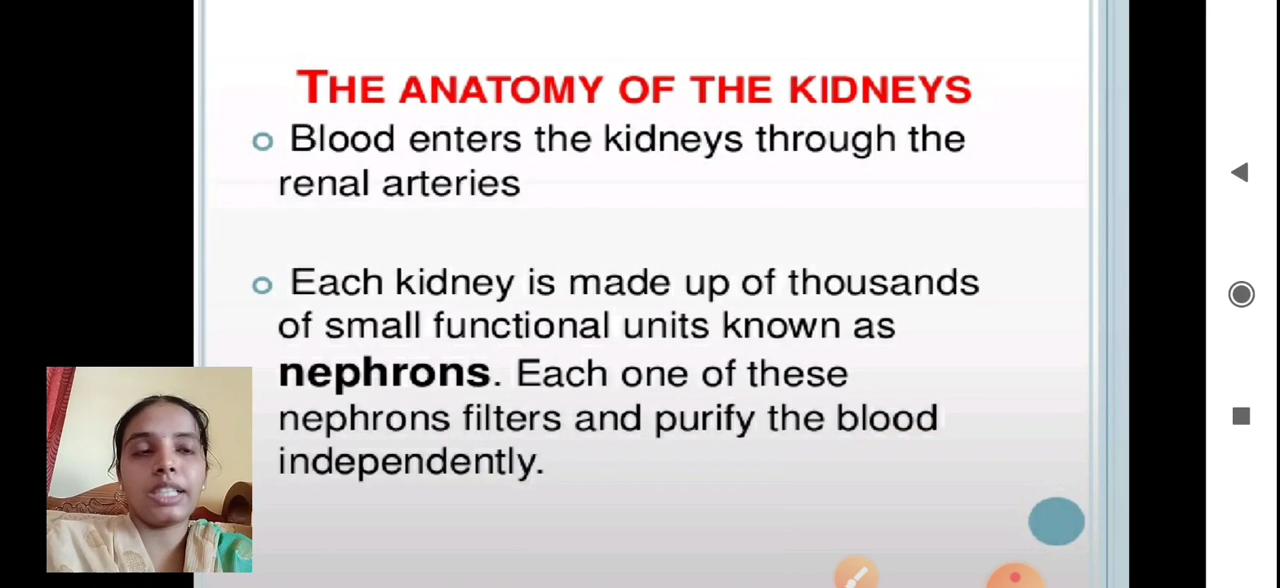 THE ANATOMY OF THE KIDNEYS
Blood enters the kidneys through the
renal arteries
Each kidney is made up of thousands
of small functional units known as
nephrons. Each one of these
nephrons filters and purify the blood
independently.